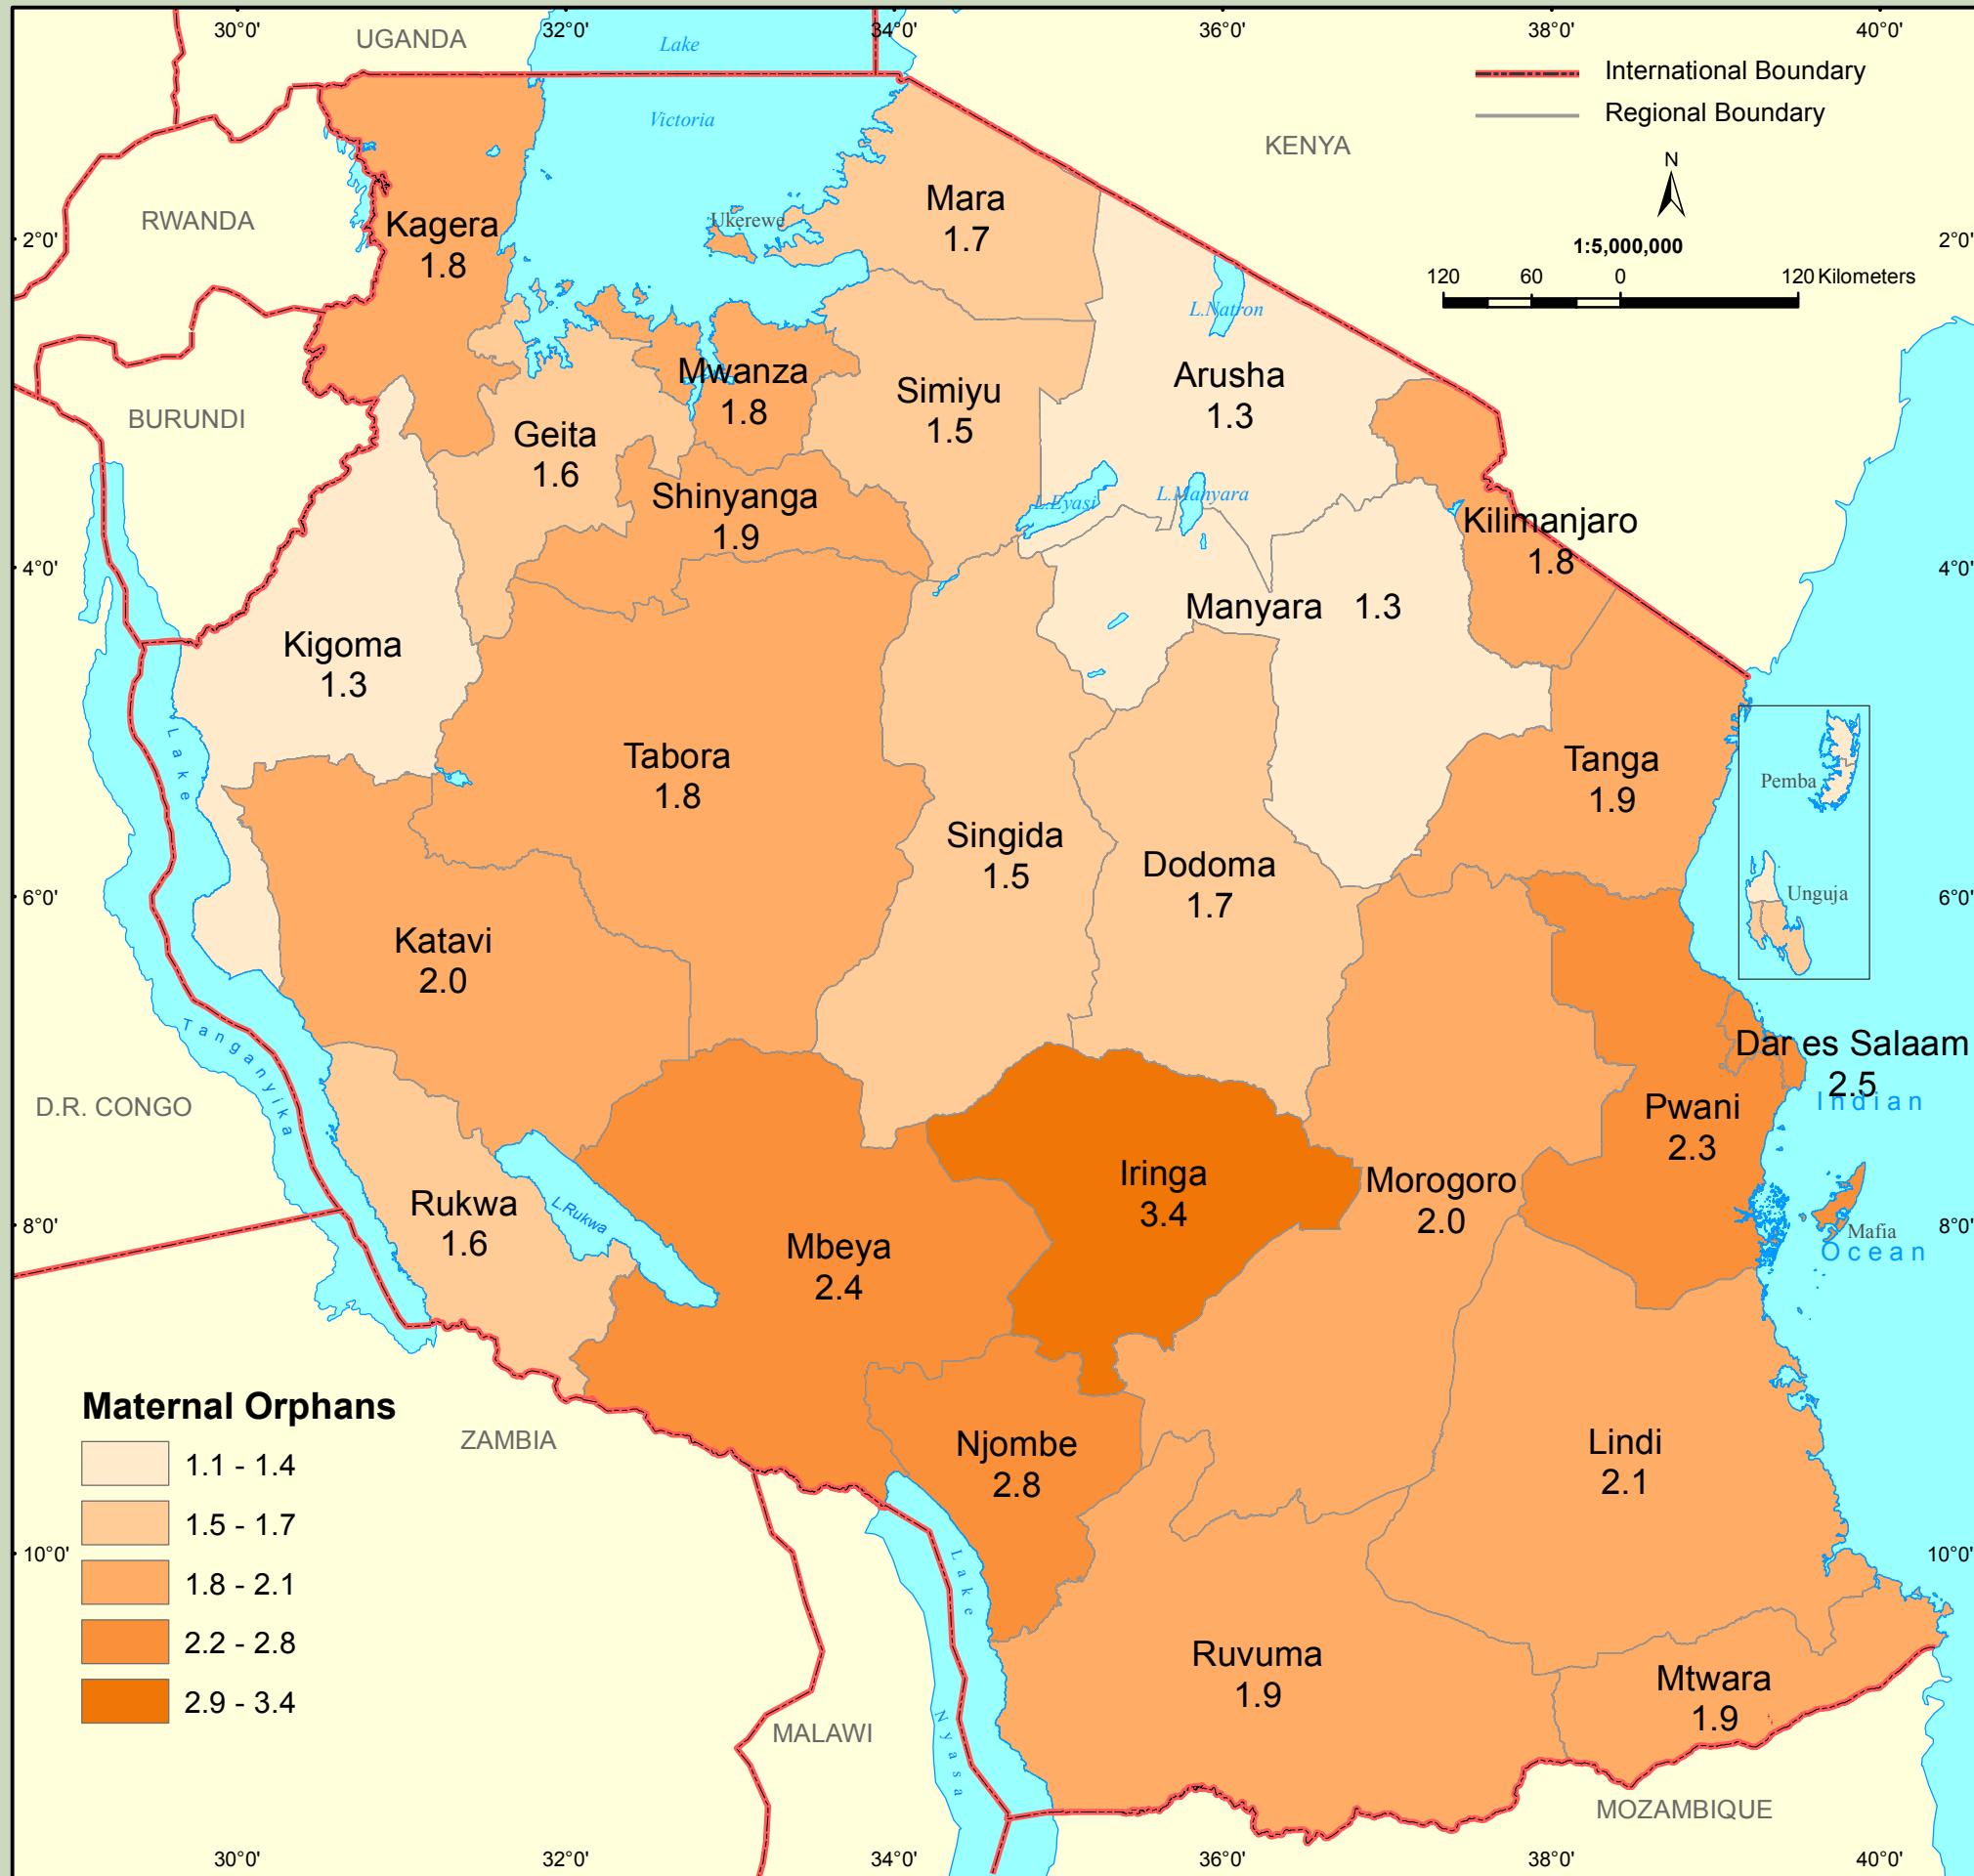 30°0'
32°0'
34°0'
36°0'
38°0'
40°0'
UGANDA
Lake
Victoria
KENYA
International Boundary
Regional Boundary
N
1:5,000,000
120
60
0
120 Kilometers
RWANDA
2°0'
2°0'
Kagera
1.8
Ukerewe
Mara
1.7
L.Natron
BURUNDI
Mwanza
1.8
Simiyu
1.5
Arusha
1.3
Geita
1.6
Shinyanga
1.9
L.Eyasi
L.Manyara
Kilimanjaro
1.8
4°0'
4°0'
Manyara 1.3
Kigoma
1.3
Lake
Tanganyika
Tabora
1.8
Tanga
1.9
Pemba
Singida
1.5
Dodoma
1.7
Unguja
6°0'
6°0'
Katavi
2.0
Dar es Salaam
2.5
Indian
Ocean
D.R. CONGO
Pwani
2.3
Iringa
3.4
Morogoro
2.0
Rukwa
1.6
L.Rukwa
Mafia
8°0'
8°0'
Mbeya
2.4
Maternal Orphans
1.1 - 1.4
1.5 - 1.7
1.8 - 2.1
2.2 - 2.8
2.9 - 3.4
ZAMBIA
Njombe
2.8
Lindi
2.1
10°0'
10°0'
Lake
Nyasa
Ruvuma
1.9
Mtwara
1.9
MALAWI
MOZAMBIQUE
30°0'
32°0'
34°0'
36°0'
38°0'
40°0'